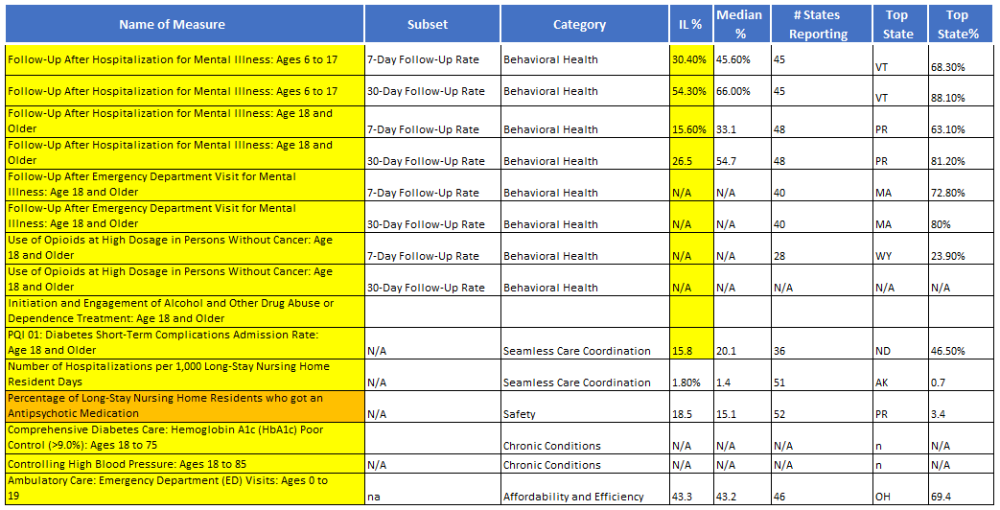 Name of Measure Subset Category IL % Median % # States Reporting Top State Top State%
Follow-Up After Hospitalization for Mental Illness: Ages 6 to 17 7-Day Follow-Up Rate Behavioral Health 30.40% 45.60% 45 VT 68.30%
Follow-Up After Hospitalization for Mental Illness: Ages 6 to 17 30-Day Follow-Up Rate Behavioral Health 54.30% 66.00% 45 VT 88.10%
Follow-Up After Hospitalization for Mental Illness: Age 18 and
Older 7-Day Follow-Up Rate Behavioral Health 15.60% 33.1 48 PR 63.10%
Follow-Up After Hospitalization for Mental Illness: Age 18 and
Older 30-Day Follow-Up Rate Behavioral Health 26.5 54.7 48 PR 81.20%
Follow-Up After Emergency Department Visit for Mental
Illness: Age 18 and Older 7-Day Follow-Up Rate Behavioral Health N/A N/A 40 MA 72.80%
Follow-Up After Emergency Department Visit for Mental
Illness: Age 18 and Older 30-Day Follow-Up Rate Behavioral Health N/A N/A 40 MA 80%
Use of Opioids at High Dosage in Persons Without Cancer: Age
18 and Older 7-Day Follow-Up Rate Behavioral Health N/A N/A 28 WY 23.90%
Use of Opioids at High Dosage in Persons Without Cancer: Age
18 and Older 30-Day Follow-Up Rate Behavioral Health N/A N/A N/A N/A N/A
Initiation and Engagement of Alcohol and Other Drug Abuse or
Dependence Treatment: Age 18 and Older
PQI 01: Diabetes Short-Term Complications Admission Rate:
Age 18 and Older N/A Seamless Care Coordination 15.8 20.1 36 ND 46.50%
Number of Hospitalizations per 1,000 Long-Stay Nursing Home
Resident Days N/A Seamless Care Coordination 1.80% 1.4 51 AK 0.7
Percentage of Long-Stay Nursing Home Residents who got an
Antipsychotic Medication N/A Safety 18.5 15.1 52 PR 3.4
Comprehensive Diabetes Care: Hemoglobin A1c (HbA1c) Poor
Control (>9.0%): Ages 18 to 75 Chronic Conditions N/A N/A N/A n N/A
Controlling High Blood Pressure: Ages 18 to 85 N/A Chronic Conditions N/A N/A N/A n N/A
Ambulatory Care: Emergency Department (ED) Visits: Ages 0 to
19 na Affordability and Efficiency 43.3 43.2 46 OH 69.4